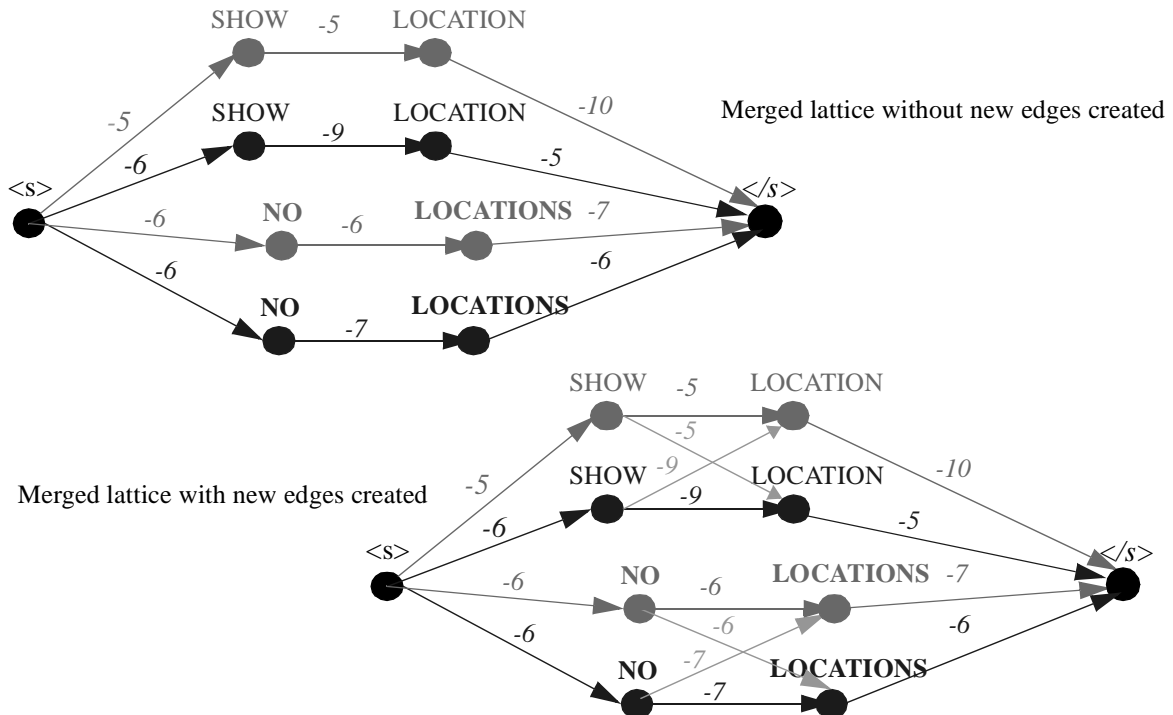 SHOW -5 LOCATION
-5 -10
SHOW -9 LOCATION
Merged lattice without new edges created
-6 -5
<s> </s>
-6 NO -6 LOCATIONS -7
-6 -6
NO -7 LOCATIONS
SHOW -5 LOCATION
-5
-5 -9 -10
SHOW -9 LOCATION
Merged lattice with new edges created
-6 -5
<s> </s>
-6 NO -6 LOCATIONS -7
-6 -6 -6
-7
NO -7 LOCATIONS